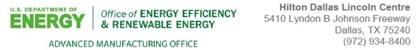 U.S. DEPARTMENT OF
ENERGY
Office of ENERGY EFFICIENCY
& RENEWABLE ENERGY
ADVANCED MANUFACTURING OFFICE
Hilton Dallas Lincoln Centre
5410 Lyndon B Johnson Freeway
Dallas, TX 75240
(972) 934-8400